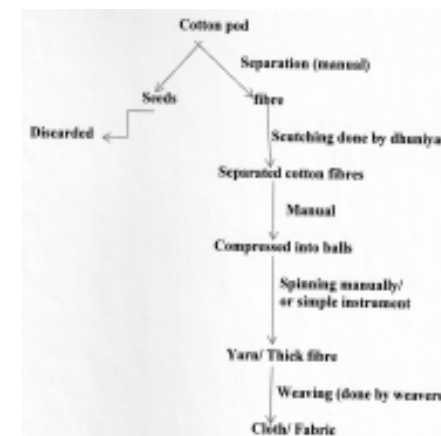 Cotton pod
Separation (manual)
Seeds
fibre
Discarded
Scutching done by dhuniya
Separated cotton fibres
Manual
Compressed into balls
Spinning manually/
or simple instrument
Yarn/ Thick fibre
Weaving (done by weavers
Cloth/ Fabric